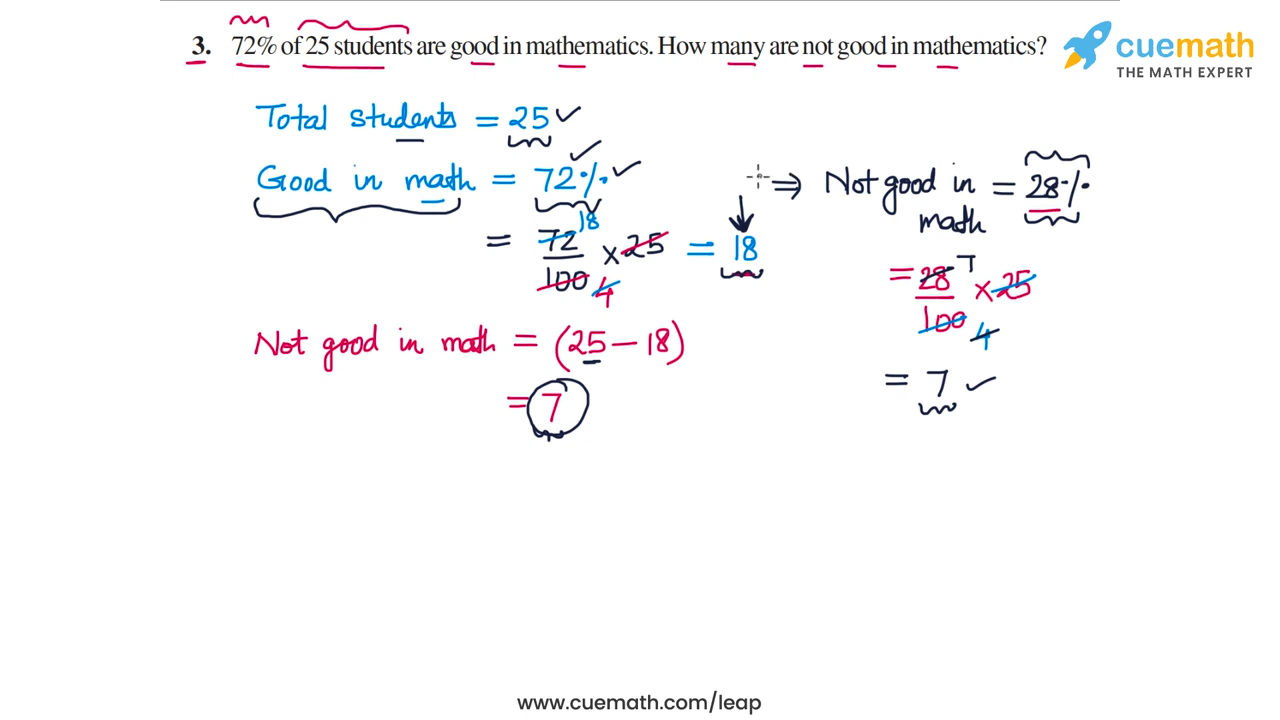 3. 72% of 25 students are good in mathematics. How many are not good in mathematics?
cuemath
THE MATH EXPERT
Total students = 25 ✓
Good in math = 72% ✓
= 72/100 × 25 = 18
18
4
Not good in math = (25 – 18)
= 7
⇒ Not good in math = 28%
= 28/100 × 25
7
4
= 7 ✓
www.cuemath.com/leap